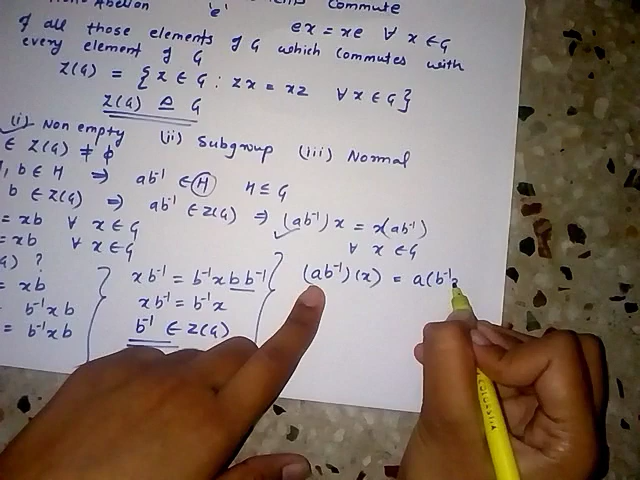 Commute
'e' ex = xe ∀ x ∈ G
of all those elements of G which commutes with
every element of G
Z(G) = {z ∈ G : zx = xz ∀ x ∈ G}
Z(G) ⊴ G
(i) Non empty (ii) Subgroup (iii) Normal
∈ Z(G) ≠ ϕ
, b ∈ H ⇒ ab⁻¹ ∈ H H ≤ G
b ∈ Z(G) ⇒ ab⁻¹ ∈ Z(G) ⇒ (ab⁻¹)x = x(ab⁻¹)
= xb ∀ x ∈ G ∀ x ∈ G
= xb ∀ x ∈ G
) ?
= xb xb⁻¹ = b⁻¹xbb⁻¹ (ab⁻¹)(x) = a(b⁻¹
b⁻¹xb xb⁻¹ = b⁻¹x
= b⁻¹xb b⁻¹ ∈ Z(G)